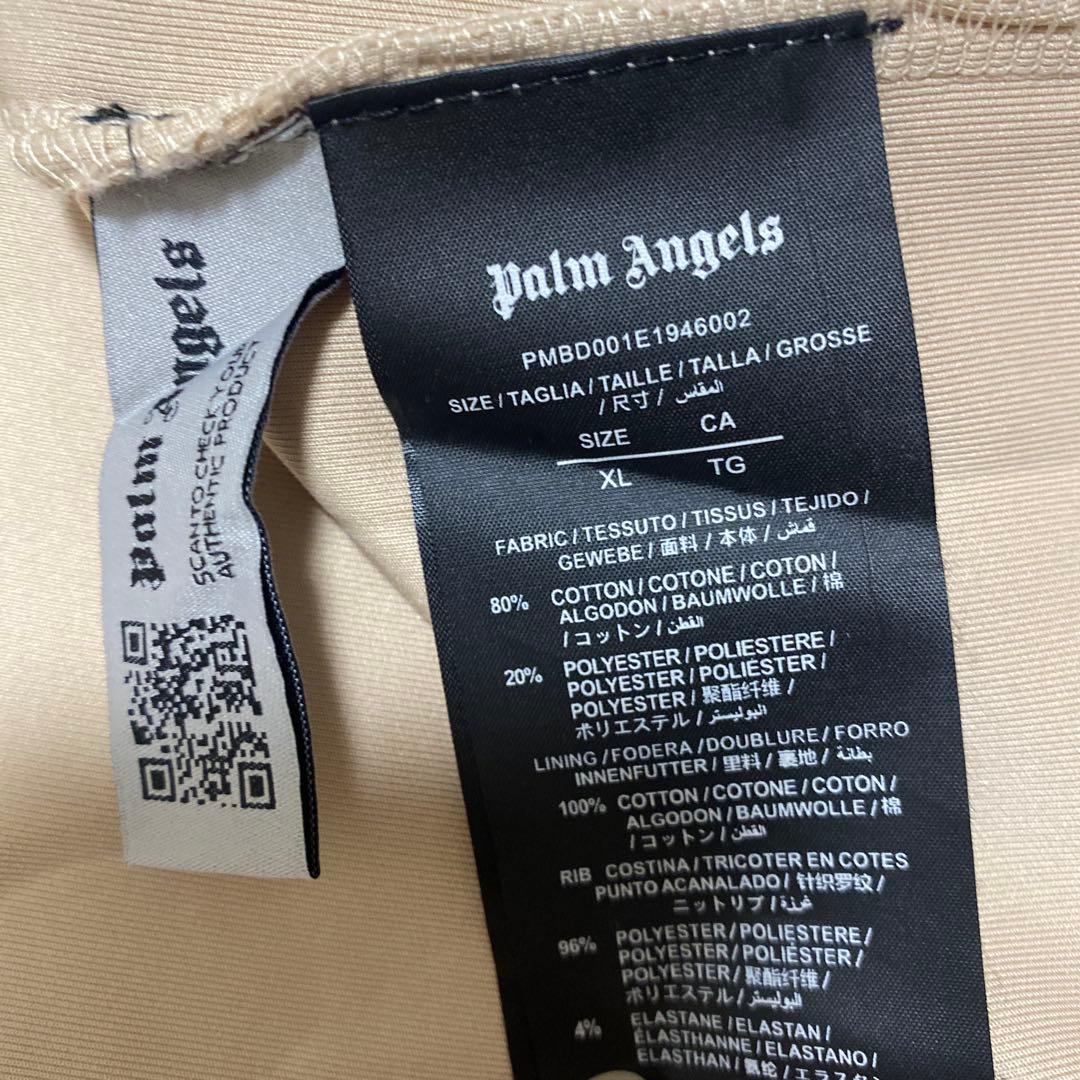 Palm Angels
SCAN TO CHECK YOUR
AUTHENTIC PRODUCT
Palm Angels
PMBD001E1946002
SIZE / TAGLIA / TAILLE / TALLA / GROSSE
/ 尺寸 / المقاس
SIZE CA
XL TG
FABRIC / TESSUTO / TISSUS / TEJIDO /
GEWEBE / 面料 / 本体 / قماش
80% COTTON / COTONE / COTON /
ALGODON / BAUMWOLLE / 棉
/ コットン / القطن
20% POLYESTER / POLIESTERE /
POLYESTER / POLIÉSTER /
POLYESTER / 聚酯纤维 /
ポリエステル / البوليستر
LINING / FODERA / DOUBLURE / FORRO
INNENFUTTER / 里料 / 裏地 / بطانة
100% COTTON / COTONE / COTON /
ALGODON / BAUMWOLLE / 棉
/ コットン / القطن
RIB COSTINA / TRICOTER EN COTES
PUNTO ACANALADO / 针织罗纹 /
ニットリブ / غرزة
96% POLYESTER / POLIESTERE /
POLYESTER / POLIÉSTER /
POLYESTER / 聚酯纤维 /
ポリエステル / البوليستر
4% ELASTANE / ELASTAN /
ÉLASTHANNE / ELASTANO /
ELASTHAN / 氨纶 /